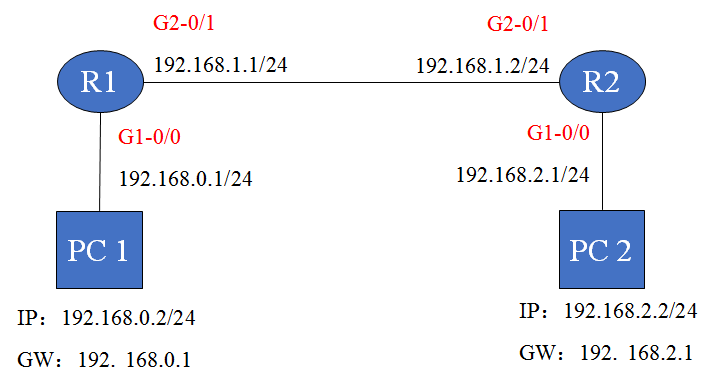 G2-0/1
G2-0/1
192.168.1.1/24
192.168.1.2/24
R1
R2
G1-0/0
G1-0/0
192.168.0.1/24
192.168.2.1/24
PC 1
PC 2
IP：192.168.0.2/24
GW：192. 168.0.1
IP：192.168.2.2/24
GW：192. 168.2.1